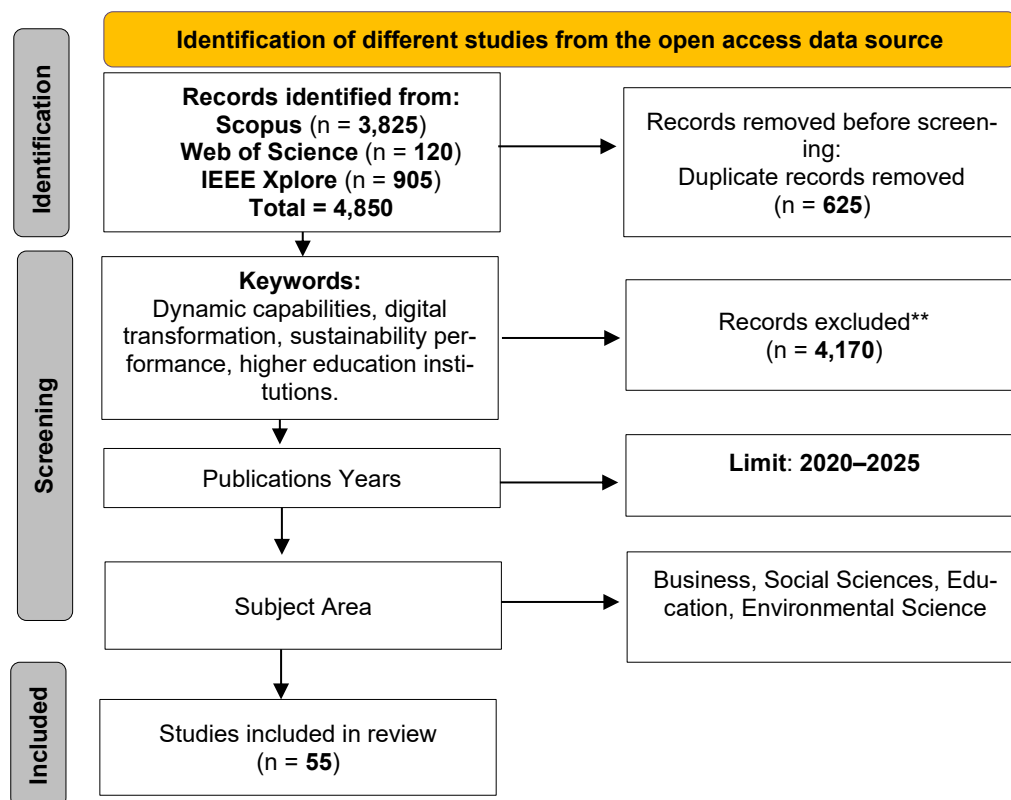 Identification of different studies from the open access data source
Identification
Records identified from:
Scopus (n = 3,825)
Web of Science (n = 120)
IEEE Xplore (n = 905)
Total = 4,850
Records removed before screen-
ing:
Duplicate records removed
(n = 625)
Screening
Keywords:
Dynamic capabilities, digital
transformation, sustainability per-
formance, higher education insti-
tutions.
Records excluded**
(n = 4,170)
Publications Years
Limit: 2020–2025
Subject Area
Business, Social Sciences, Edu-
cation, Environmental Science
Included
Studies included in review
(n = 55)